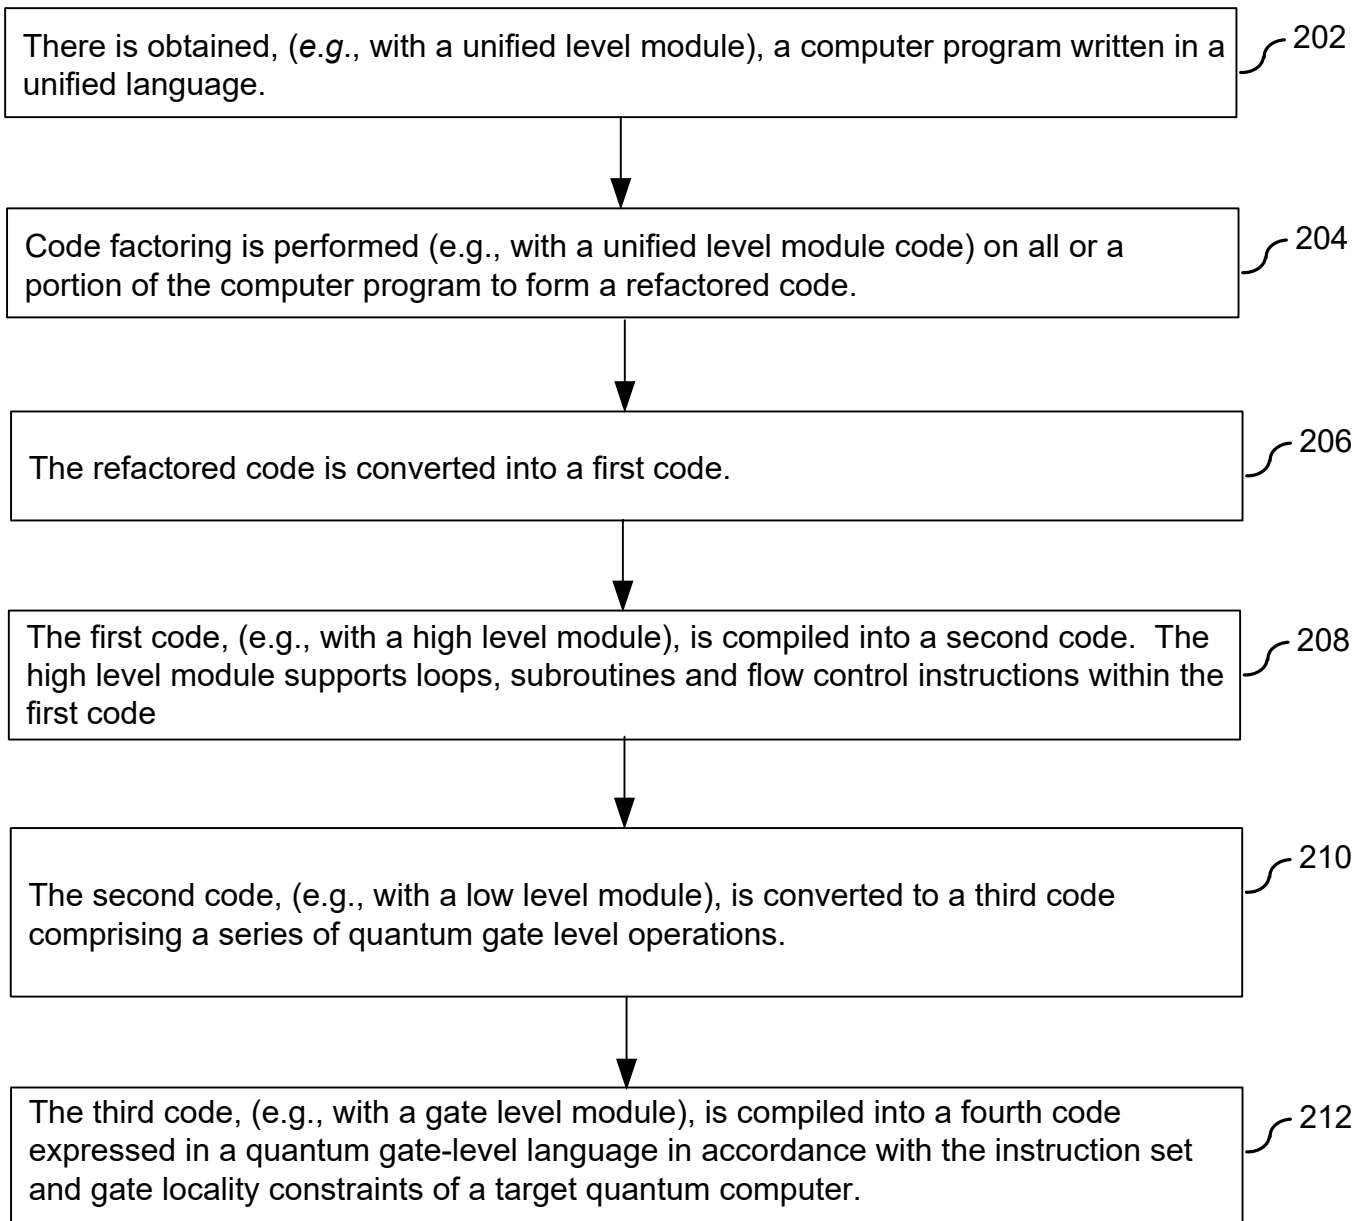 There is obtained, (e.g., with a unified level module), a computer program written in a
unified language.
202
Code factoring is performed (e.g., with a unified level module code) on all or a
portion of the computer program to form a refactored code.
204
The refactored code is converted into a first code.
206
The first code, (e.g., with a high level module), is compiled into a second code.  The
high level module supports loops, subroutines and flow control instructions within the
first code
208
The second code, (e.g., with a low level module), is converted to a third code
comprising a series of quantum gate level operations.
210
The third code, (e.g., with a gate level module), is compiled into a fourth code
expressed in a quantum gate-level language in accordance with the instruction set
and gate locality constraints of a target quantum computer.
212